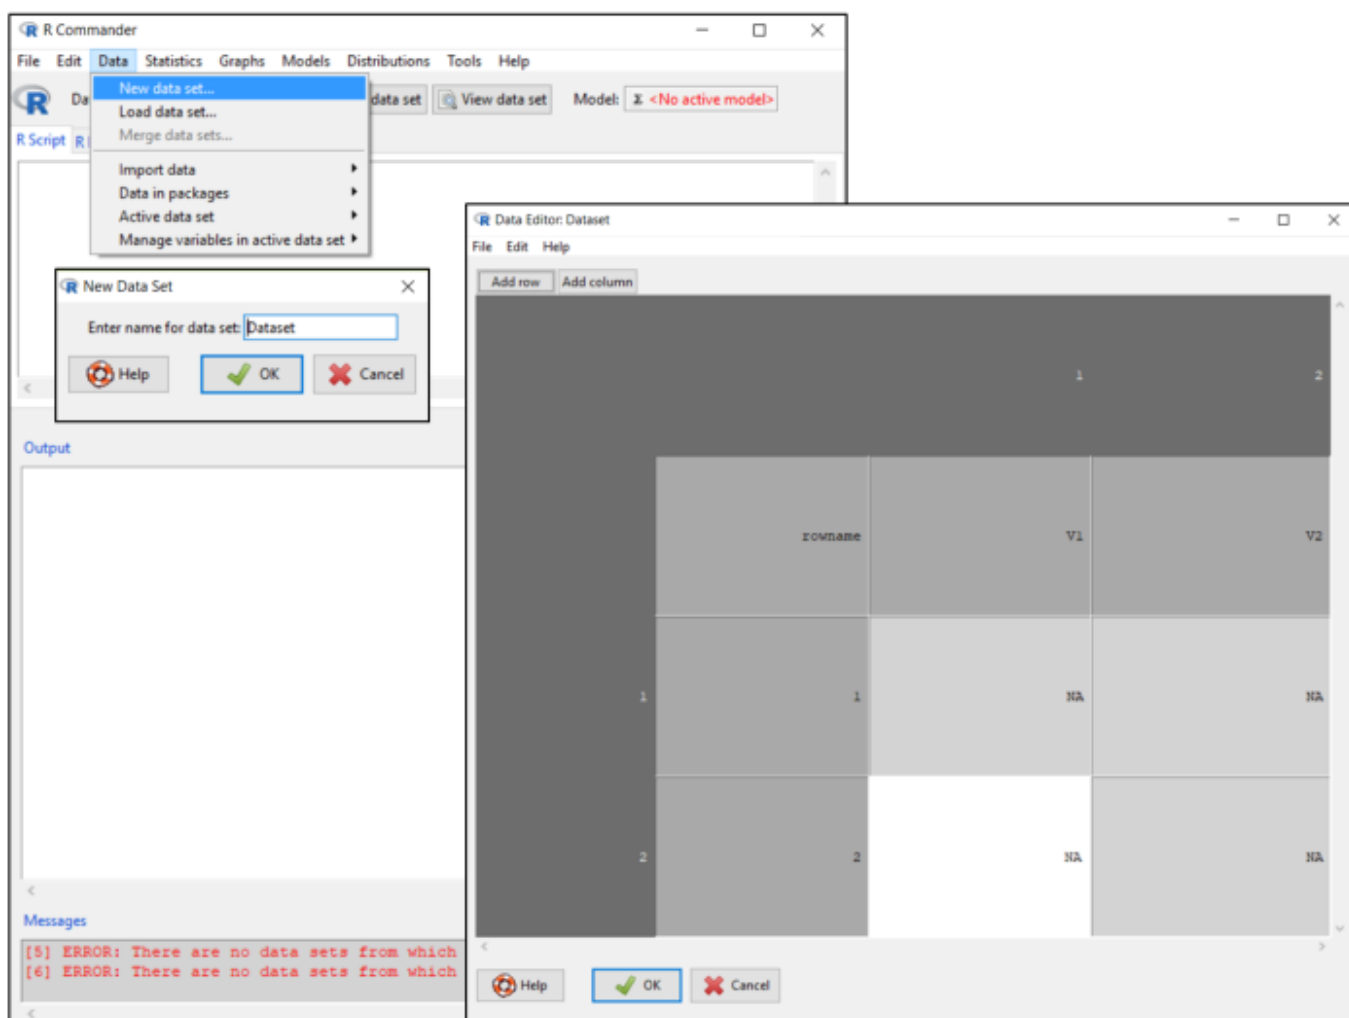 R Commander
File Edit Data Statistics Graphs Models Distributions Tools Help
New data set...
Load data set...
Merge data sets...
Import data
Data in packages
Active data set
Manage variables in active data set
Da
data set
View data set
Model: Σ <No active model>
R Script R
New Data Set
Enter name for data set: Dataset
Help OK Cancel
Output
Messages
[5] ERROR: There are no data sets from which
[6] ERROR: There are no data sets from which
Data Editor: Dataset
File Edit Help
Add row Add column
1 2
rowname V1 V2
1 1 NA NA
2 2 NA NA
Help OK Cancel